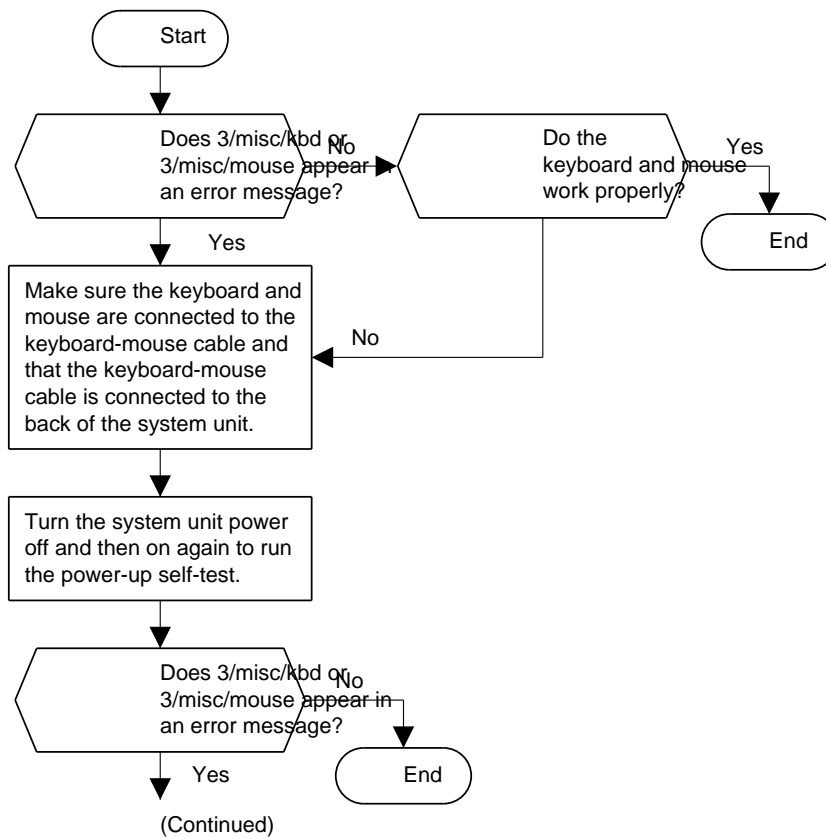 Start
Does 3/misc/kbd or
3/misc/mouse appear in
an error message?
No
Do the
keyboard and mouse
work properly?
Yes
End
Yes
Make sure the keyboard and
mouse are connected to the
keyboard-mouse cable and
that the keyboard-mouse
cable is connected to the
back of the system unit.
No
Turn the system unit power
off and then on again to run
the power-up self-test.
Does 3/misc/kbd or
3/misc/mouse appear in
an error message?
No
End
Yes
(Continued)